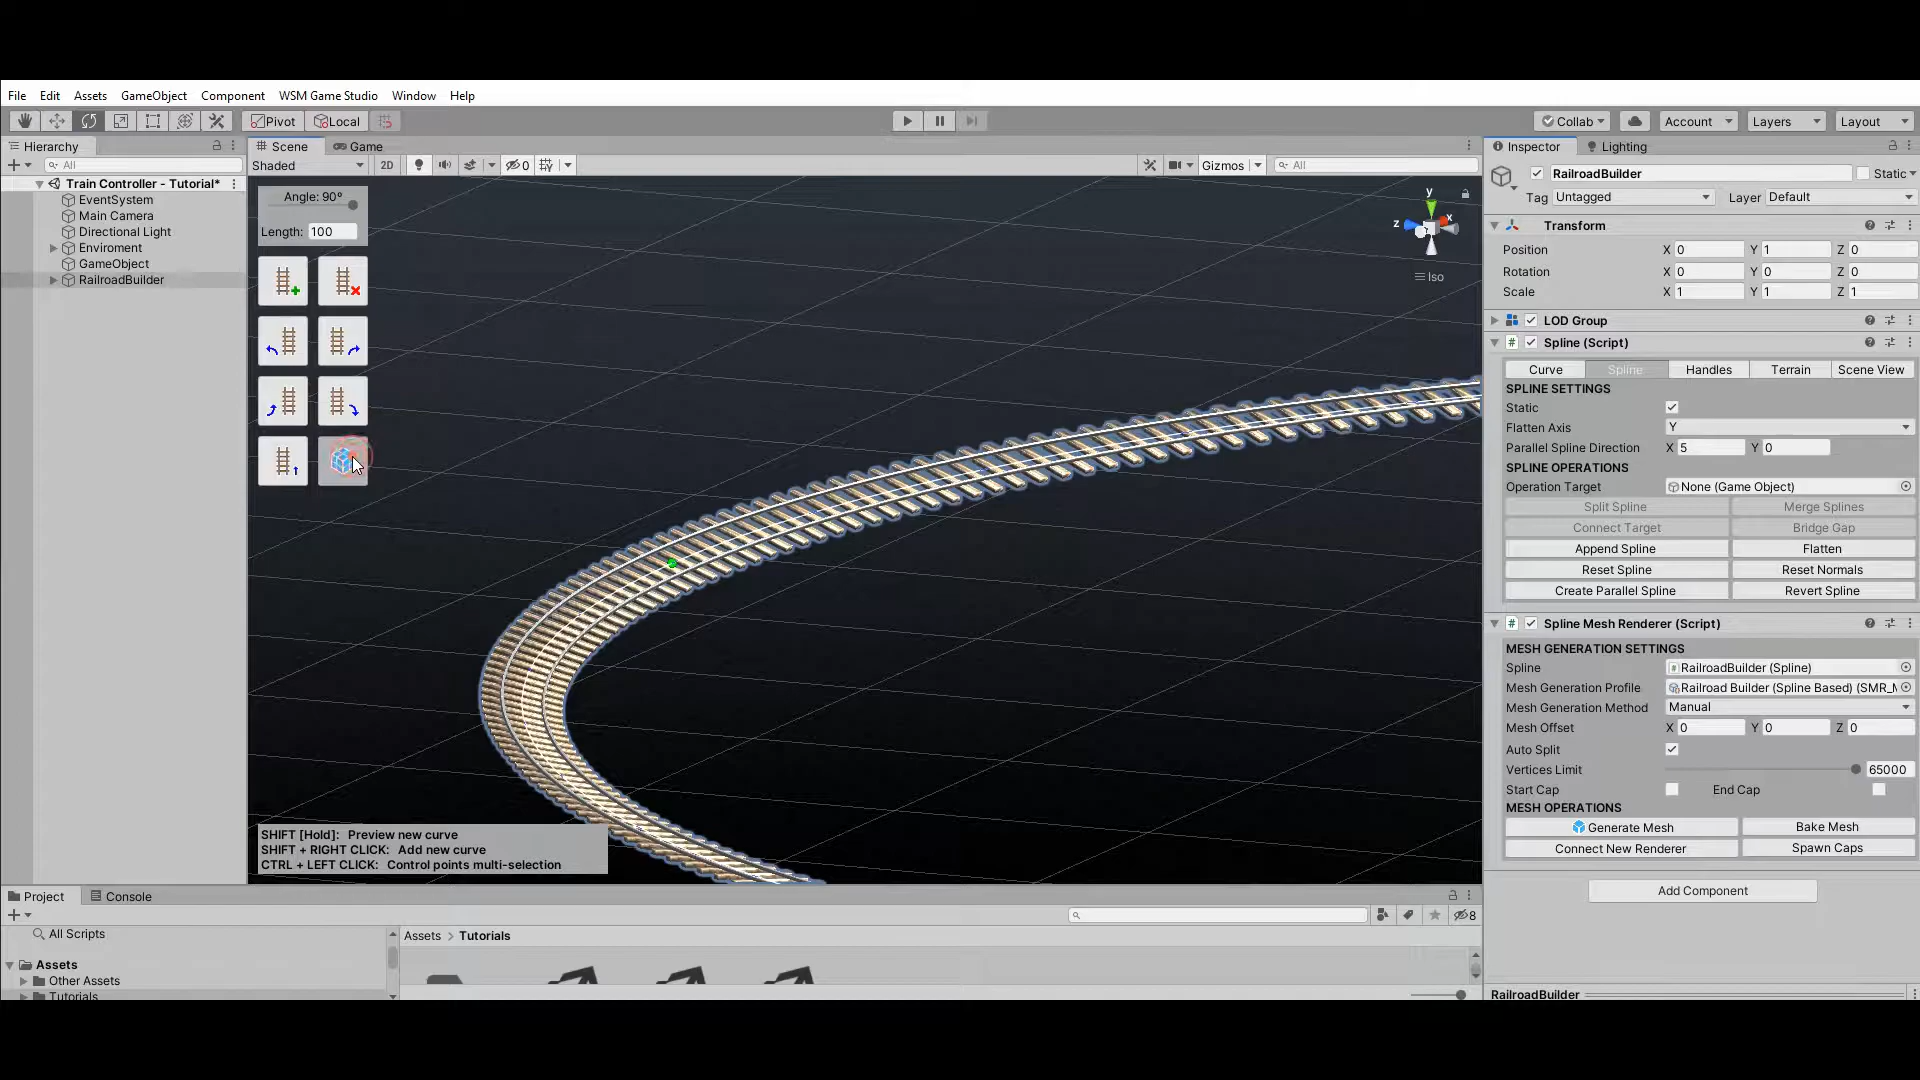 File Edit Assets GameObject Component WSM Game Studio Window Help
Pivot Local Collab Account Layers Layout
Hierarchy
All
Train Controller - Tutorial*
EventSystem
Main Camera
Directional Light
Enviroment
GameObject
RailroadBuilder
Scene Game
Shaded 2D 0 Gizmos All
Angle: 90º
Length: 100
y
x
z
Iso
SHIFT [Hold]: Preview new curve
SHIFT + RIGHT CLICK: Add new curve
CTRL + LEFT CLICK: Control points multi-selection
Inspector Lighting
RailroadBuilder Static
Tag Untagged Layer Default
Transform
Position X 0 Y 1 Z 0
Rotation X 0 Y 0 Z 0
Scale X 1 Y 1 Z 1
LOD Group
# Spline (Script)
Curve Spline Handles Terrain Scene View
SPLINE SETTINGS
Static
Flatten Axis Y
Parallel Spline Direction X 5 Y 0
SPLINE OPERATIONS
Operation Target None (Game Object)
Split Spline Merge Splines
Connect Target Bridge Gap
Append Spline Flatten
Reset Spline Reset Normals
Create Parallel Spline Revert Spline
# Spline Mesh Renderer (Script)
MESH GENERATION SETTINGS
Spline # RailroadBuilder (Spline)
Mesh Generation Profile Railroad Builder (Spline Based) (SMR_M
Mesh Generation Method Manual
Mesh Offset X 0 Y 0 Z 0
Auto Split
Vertices Limit 65000
Start Cap End Cap
MESH OPERATIONS
Generate Mesh Bake Mesh
Connect New Renderer Spawn Caps
Add Component
RailroadBuilder
Project Console
8
All Scripts
Assets
Other Assets
Tutorials
Assets > Tutorials